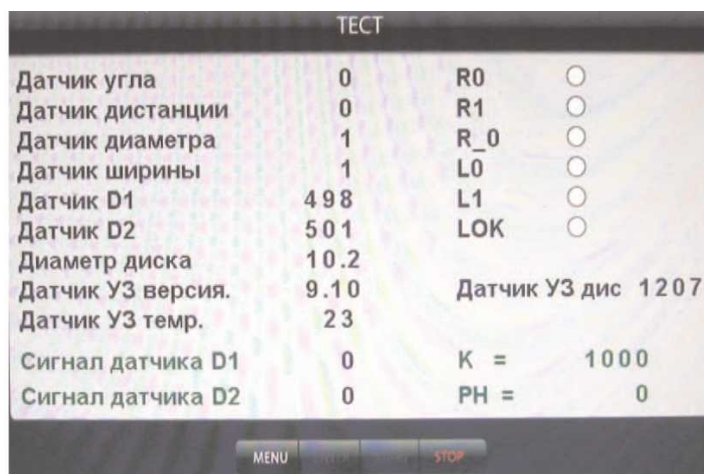 ТЕСТ
Датчик угла 0 R0
Датчик дистанции 0 R1
Датчик диаметра 1 R_0
Датчик ширины 1 L0
Датчик D1 498 L1
Датчик D2 501 LOK
Диаметр диска 10.2
Датчик УЗ версия. 9.10 Датчик УЗ дис 1207
Датчик УЗ темр. 23
Сигнал датчика D1 0 K = 1000
Сигнал датчика D2 0 PH = 0
MENU STOP